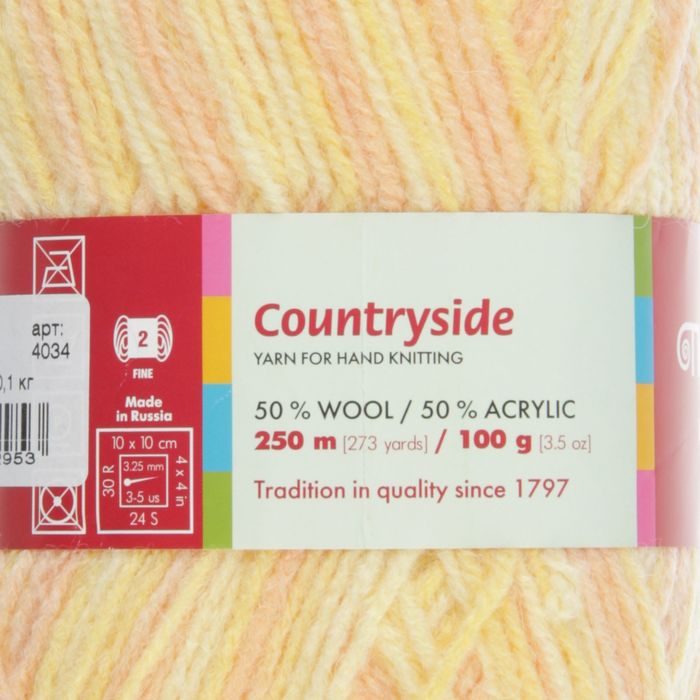 арт:
4034
0,1 кг
2953
2
FINE
Made
in Russia
10 x 10 cm
30 R
3.25 mm
3-5 us
4 x 4 in
24 S
Countryside
YARN FOR HAND KNITTING
50 % WOOL / 50 % ACRYLIC
250 m [273 yards] / 100 g [3.5 oz]
Tradition in quality since 1797